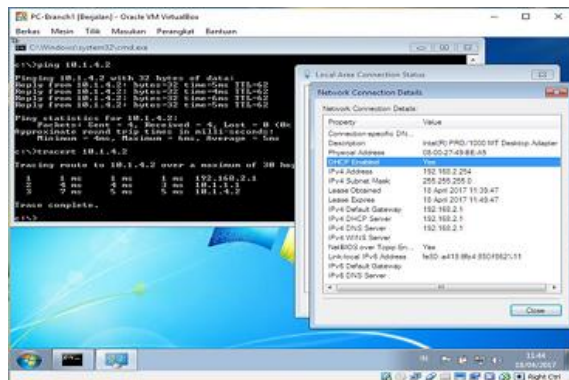 PC-Branch1 [Berjalan] - Oracle VM VirtualBox
Berkas Mesin Tilik Masukan Perangkat Bantuan
C:\Windows\system32\cmd.exe
c:\>ping 10.1.4.2
Pinging 10.1.4.2 with 32 bytes of data:
Reply from 10.1.4.2: bytes=32 time=5ms TTL=62
Reply from 10.1.4.2: bytes=32 time=6ms TTL=62
Reply from 10.1.4.2: bytes=32 time=4ms TTL=62
Reply from 10.1.4.2: bytes=32 TTL=62
Ping statistics for 10.1.4.2:
Packets: Sent = 4, Received = 4, Lost = 0 (0%
Approximate round trip times in milli-seconds:
Minimum = 4ms, Maximum = 6ms, Average = 5ms
c:\>tracert 10.1.4.2
Tracing route to 10.1.4.2 over a maximum of 30 hop
1 1 ms 1 ms 1 ms 192.168.2.1
2 4 ms 4 ms 3 ms 10.1.1.1
3 7 ms 5 ms 5 ms 10.1.4.2
Trace complete.
c:\>
Local Area Connection Status
Network Connection Details
Network Connection Details:
Property Value
Connection-specific DN...
Description Intel(R) PRO/1000 MT Desktop Adapter
Physical Address
DHCP Enabled Yes
IPv4 Address 192.168.2.254
IPv4 Subnet Mask 255.255.255.0
Lease Obtained 18 April 2017 11.39.47
Lease Expires 18 April 2017 11.49.47
IPv4 Default Gateway 192.168.2.1
IPv4 DHCP Server 192.168.2.1
IPv4 DNS Server 192.168.2.1
IPv4 WINS Server
NetBIOS over Tcpip En... Yes
Link-local IPv6 Address
IPv6 Default Gateway
IPv6 DNS Server
Close
IN
11:44
18/04/2017
Right Ctrl